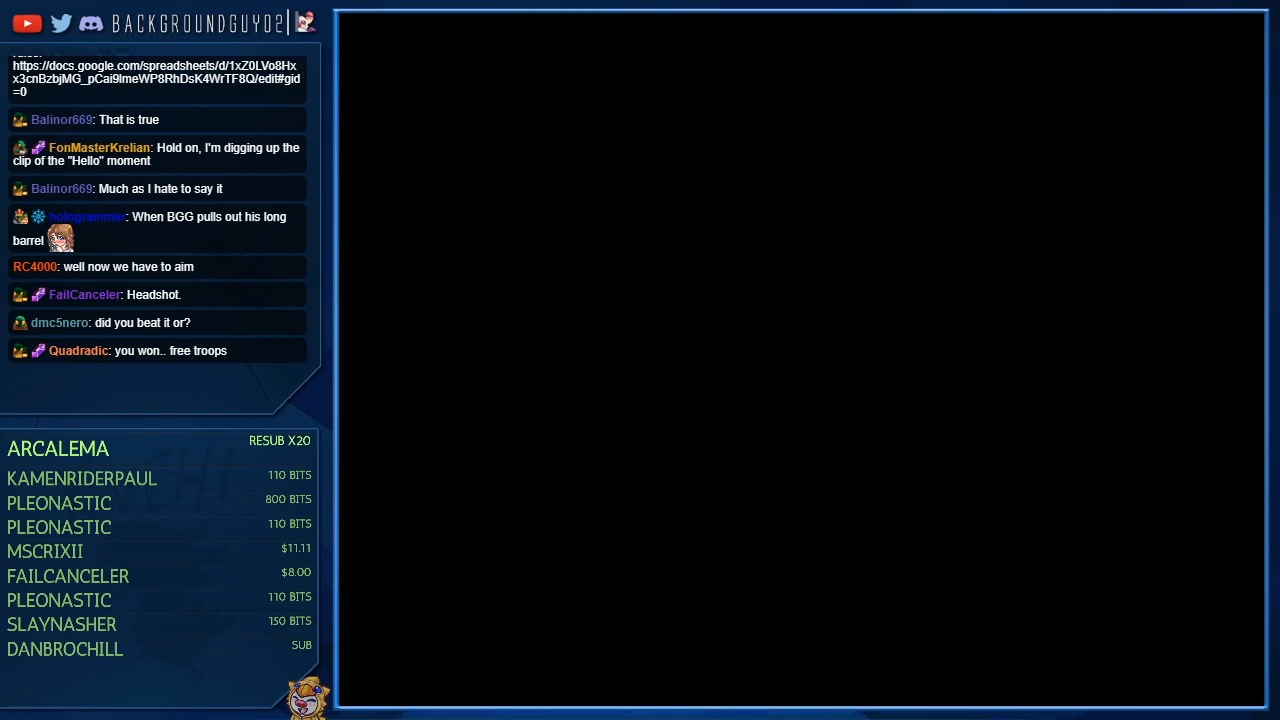 BACKGROUNDGUY02
https://docs.google.com/spreadsheets/d/1xZ0LVo8Hx
x3cnBzbjMG_pCai9lmeWP8RhDsK4WrTF8Q/edit#gid
=0
Balinor669: That is true
FonMasterKrelian: Hold on, I'm digging up the
clip of the "Hello" moment
Balinor669: Much as I hate to say it
hologrammer: When BGG pulls out his long
barrel
RC4000: well now we have to aim
FailCanceler: Headshot.
dmc5nero: did you beat it or?
Quadradic: you won.. free troops
ARCALEMA RESUB X20
KAMENRIDERPAUL 110 BITS
PLEONASTIC 800 BITS
PLEONASTIC 110 BITS
MSCRIXII $11.11
FAILCANCELER $8.00
PLEONASTIC 110 BITS
SLAYNASHER 150 BITS
DANBROCHILL SUB